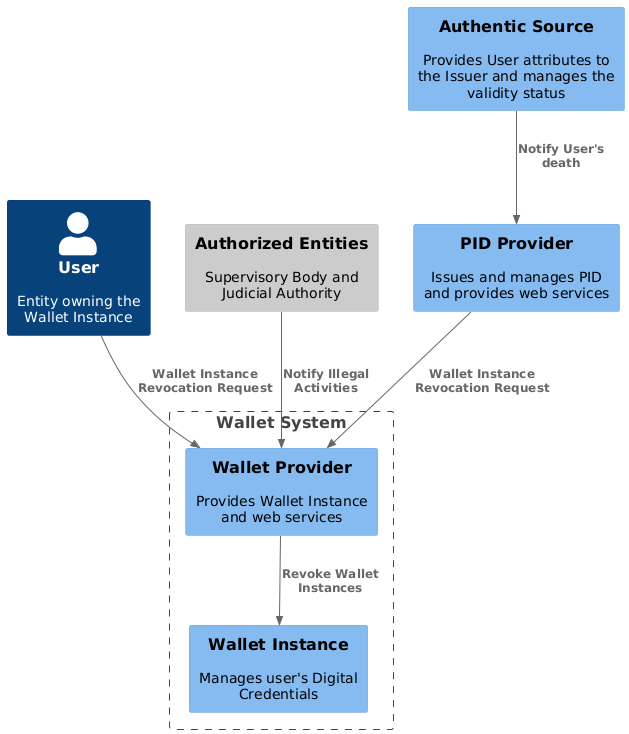 Authentic Source
Provides User attributes to
the Issuer and manages the
validity status
Notify User's
death
User
Entity owning the
Wallet Instance
Authorized Entities
Supervisory Body and
Judicial Authority
PID Provider
Issues and manages PID
and provides web services
Wallet Instance
Revocation Request
Notify Illegal
Activities
Wallet Instance
Revocation Request
Wallet System
Wallet Provider
Provides Wallet Instance
and web services
Revoke Wallet
Instances
Wallet Instance
Manages user's Digital
Credentials